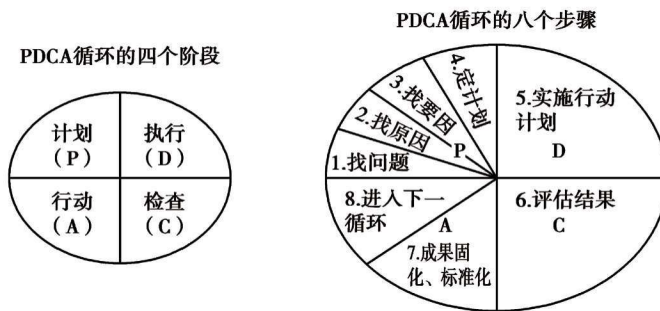 PDCA循环的四个阶段
计划
（P）
执行
（D）
行动
（A）
检查
（C）
PDCA循环的八个步骤
1.找问题
2.找原因
3.找要因
4.定计划
P
5.实施行动
计划
D
6.评估结果
C
7.成果固
化、标准化
A
8.进入下一
循环